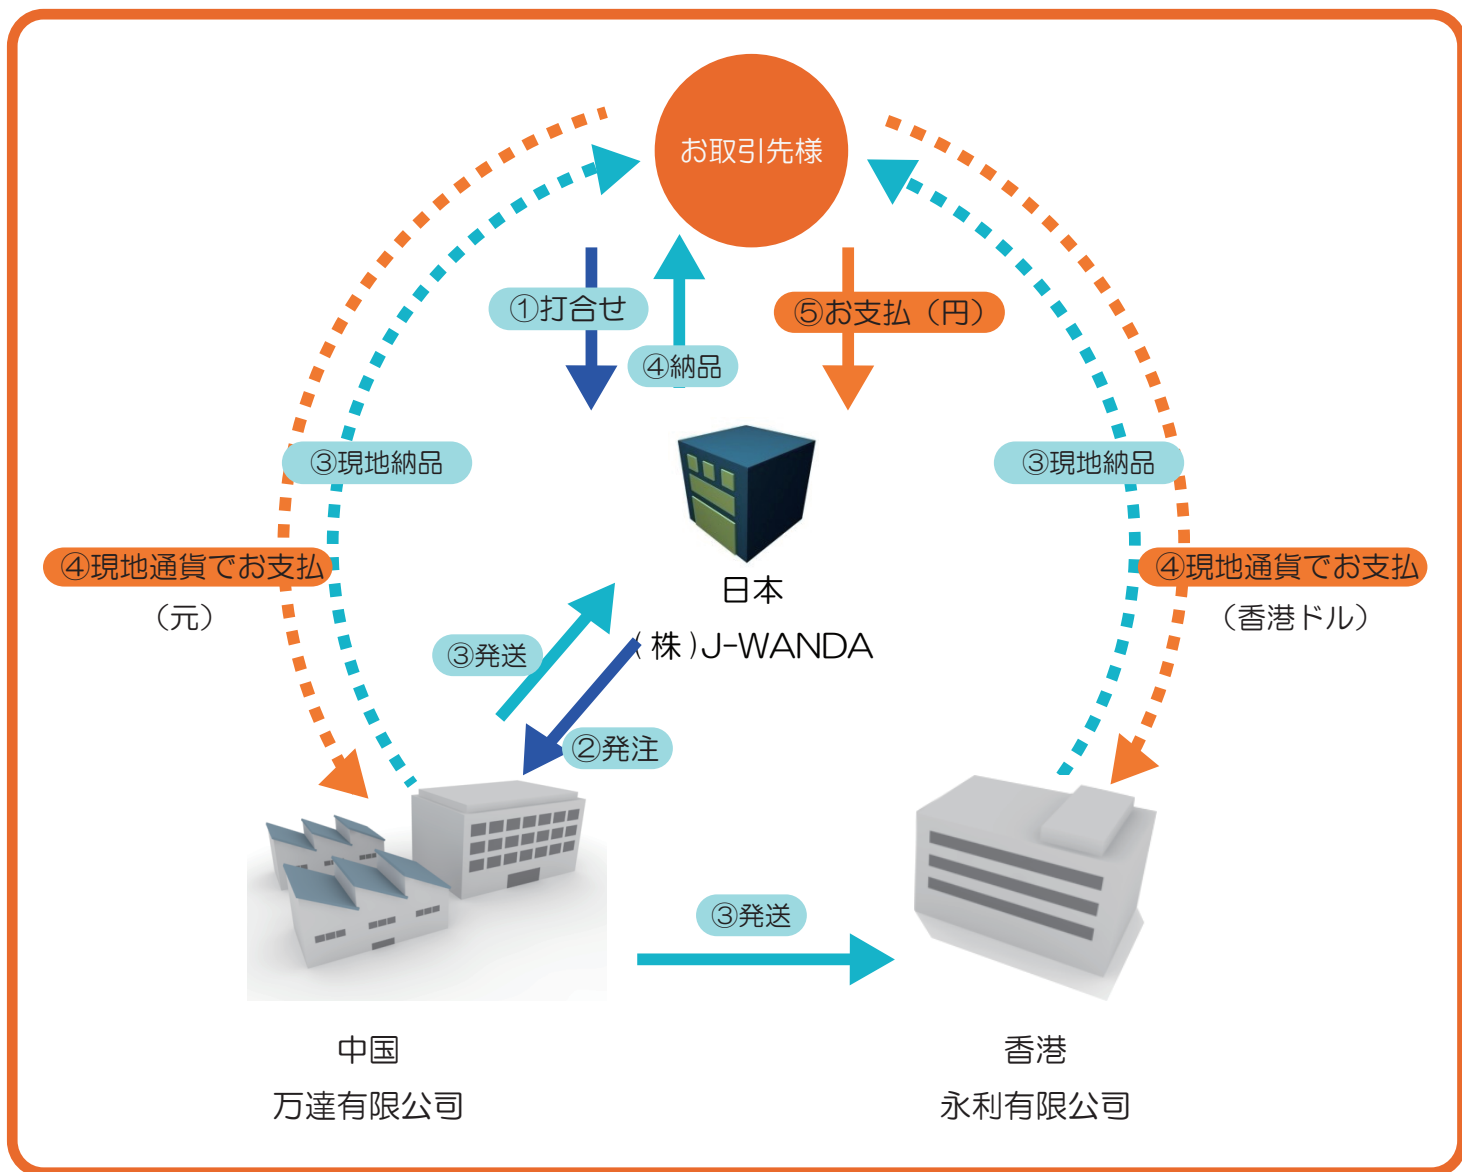 お取引先様
①打合せ
④納品
⑤お支払（円）
③現地納品
③現地納品
④現地通貨でお支払
（元）
④現地通貨でお支払
（香港ドル）
日本
(株)J-WANDA
③発送
②発注
③発送
中国
万達有限公司
香港
永利有限公司